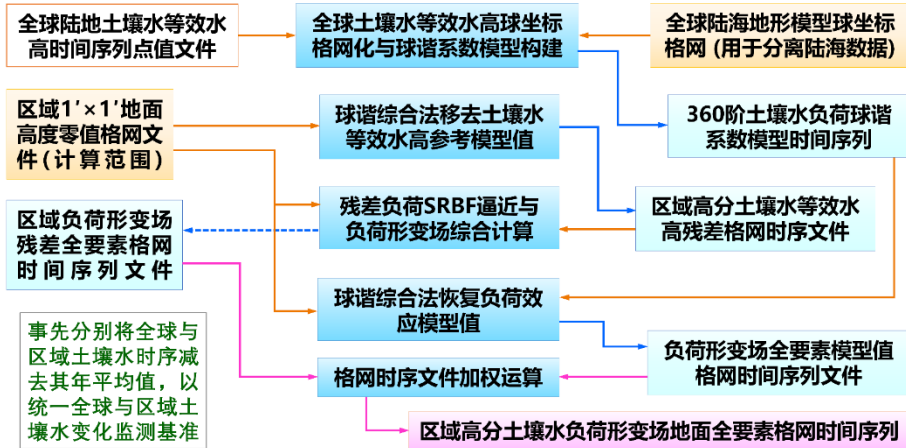 全球陆地土壤水等效水
高时间序列点值文件
全球土壤水等效水高球坐标
格网化与球谐系数模型构建
全球陆海地形模型球坐标
格网(用于分离陆海数据)
区域1′×1′地面
高度零值格网文
件(计算范围)
球谐综合法移去土壤水
等效水高参考模型值
360阶土壤水负荷球谐
系数模型时间序列
区域负荷形变场
残差全要素格网
时间序列文件
残差负荷SRBF逼近与
负荷形变场综合计算
区域高分土壤水等效水
高残差格网时序文件
球谐综合法恢复负荷效
应模型值
事先分别将全球与
区域土壤水时序减
去其年平均值，以
统一全球与区域土
壤水变化监测基准
格网时序文件加权运算
负荷形变场全要素模型值
格网时间序列文件
区域高分土壤水负荷形变场地面全要素格网时间序列